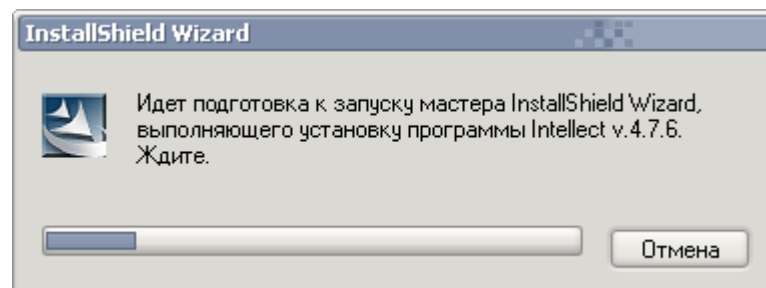 InstallShield Wizard
Идет подготовка к запуску мастера InstallShield Wizard,
выполняющего установку программы Intellect v.4.7.6.
Ждите.
Отмена